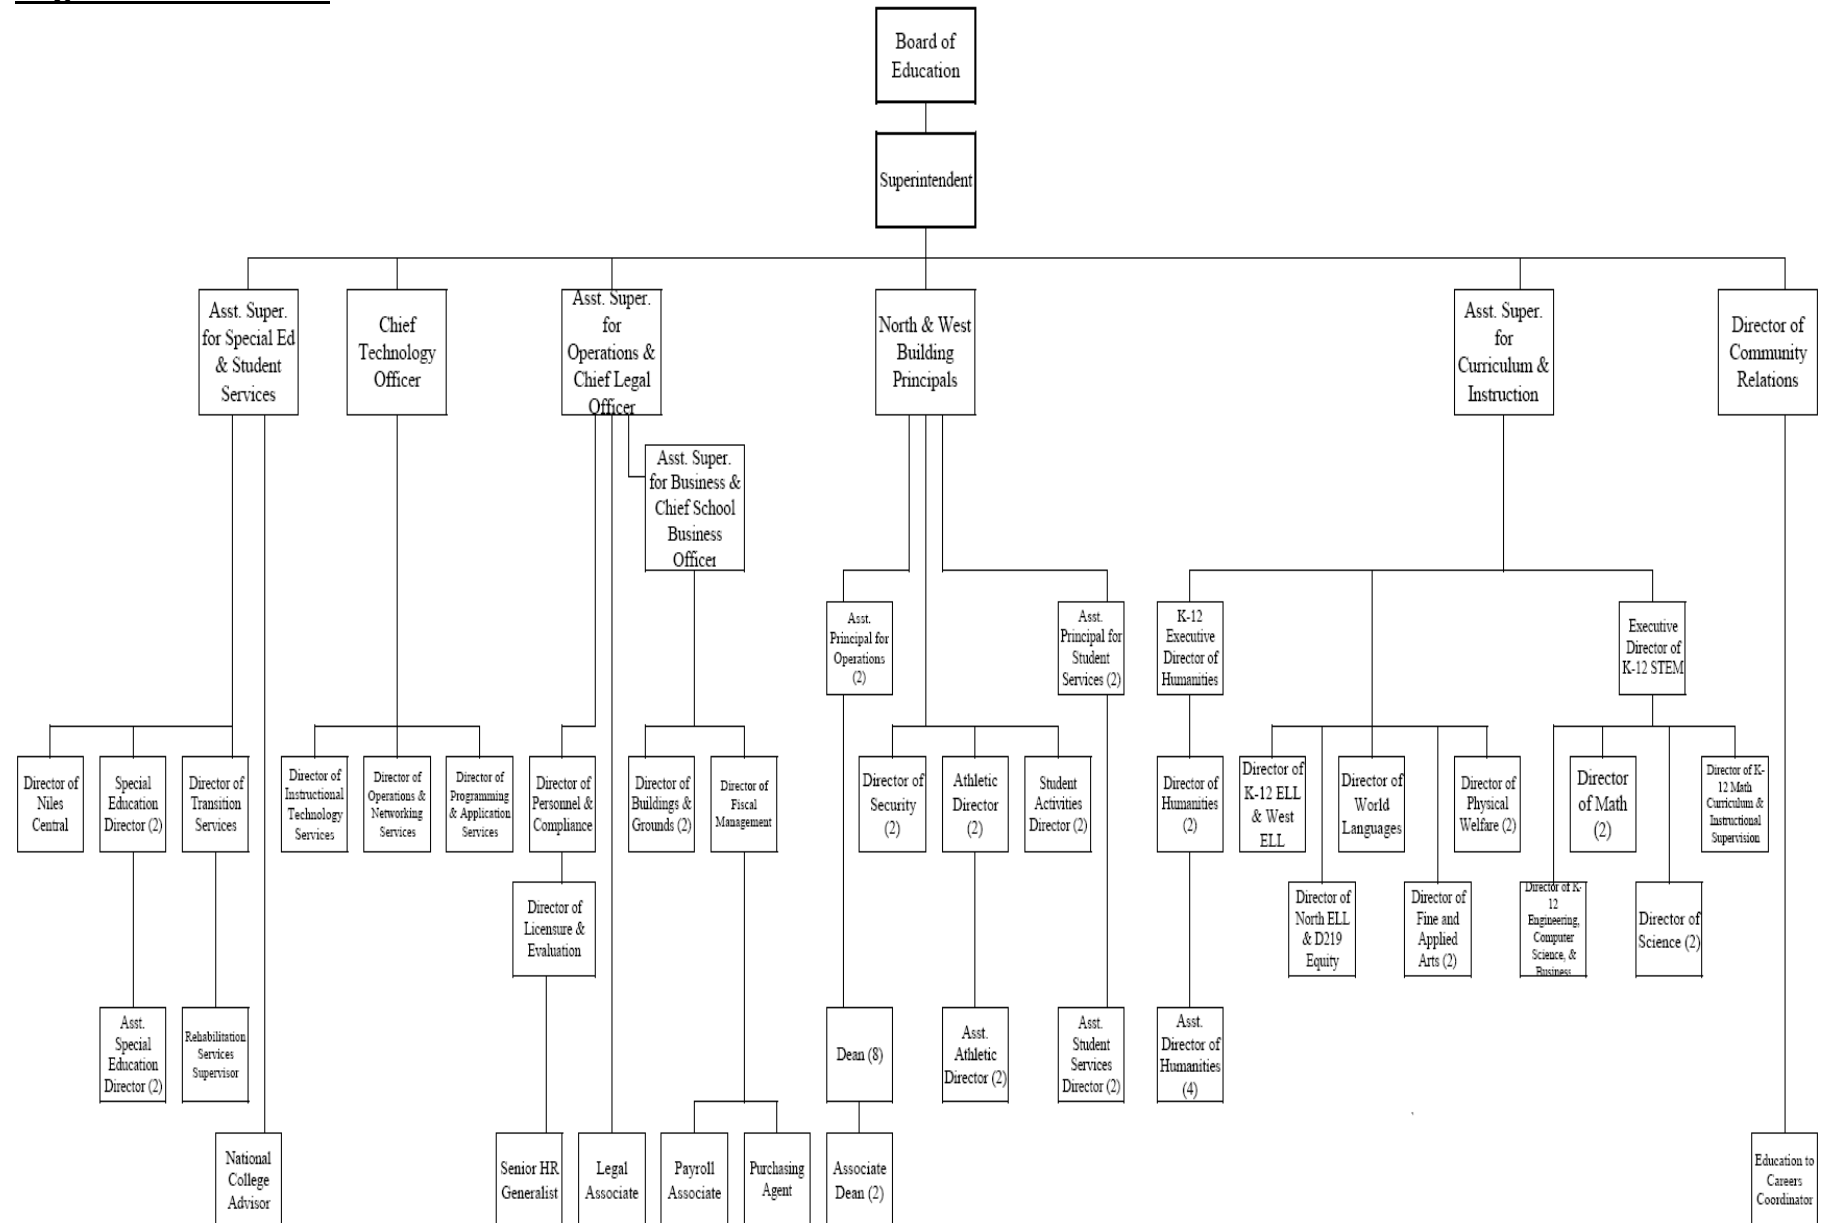 Board of
Education
Superintendent
Asst. Super.
for Special Ed
& Student
Services
Chief
Technology
Officer
Asst. Super.
for
Operations &
Chief Legal
Officer
North & West
Building
Principals
Asst. Super.
for
Curriculum &
Instruction
Director of
Community
Relations
Asst. Super.
for Business &
Chief School
Business
Officer
Asst.
Principal for
Operations
(2)
Asst.
Principal for
Student
Services (2)
K-12
Executive
Director of
Humanities
Executive
Director of
K-12 STEM
Director of
Niles
Central
Special
Education
Director (2)
Director of
Transition
Services
Director of
Instructional
Technology
Services
Director of
Operations &
Networking
Services
Director of
Programming
& Application
Services
Director of
Personnel &
Compliance
Director of
Buildings &
Grounds (2)
Director of
Fiscal
Management
Director of
Security
(2)
Athletic
Director
(2)
Student
Activities
Director (2)
Director of
Humanities
(2)
Director of
K-12 ELL
& West
ELL
Director of
World
Languages
Director of
Physical
Welfare (2)
Director
of Math
(2)
Director of K-
12 Math
Curriculum &
Instructional
Supervision
Director of
Licensure &
Evaluation
Director of
North ELL
& D219
Equity
Director of
Fine and
Applied
Arts (2)
Director of K-
12
Engineering,
Computer
Science, &
Business
Director of
Science (2)
Asst.
Special
Education
Director (2)
Rehabilitation
Services
Supervisor
Dean (8)
Asst.
Athletic
Director (2)
Asst.
Student
Services
Director (2)
Asst.
Director of
Humanities
(4)
National
College
Advisor
Senior HR
Generalist
Legal
Associate
Payroll
Associate
Purchasing
Agent
Associate
Dean (2)
Education to
Careers
Coordinator